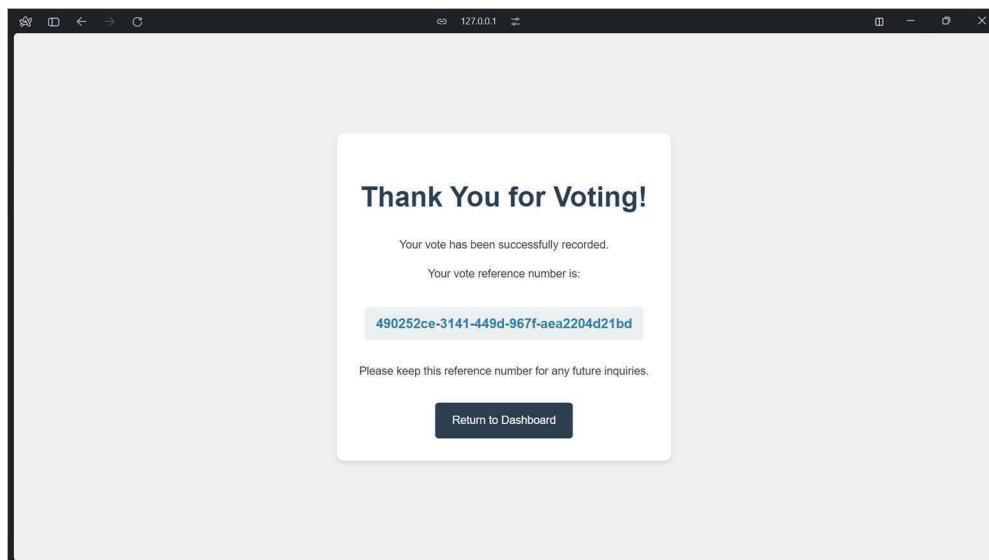 127.0.0.1
Thank You for Voting!
Your vote has been successfully recorded.
Your vote reference number is:
490252ce-3141-449d-967f-aea2204d21bd
Please keep this reference number for any future inquiries.
Return to Dashboard